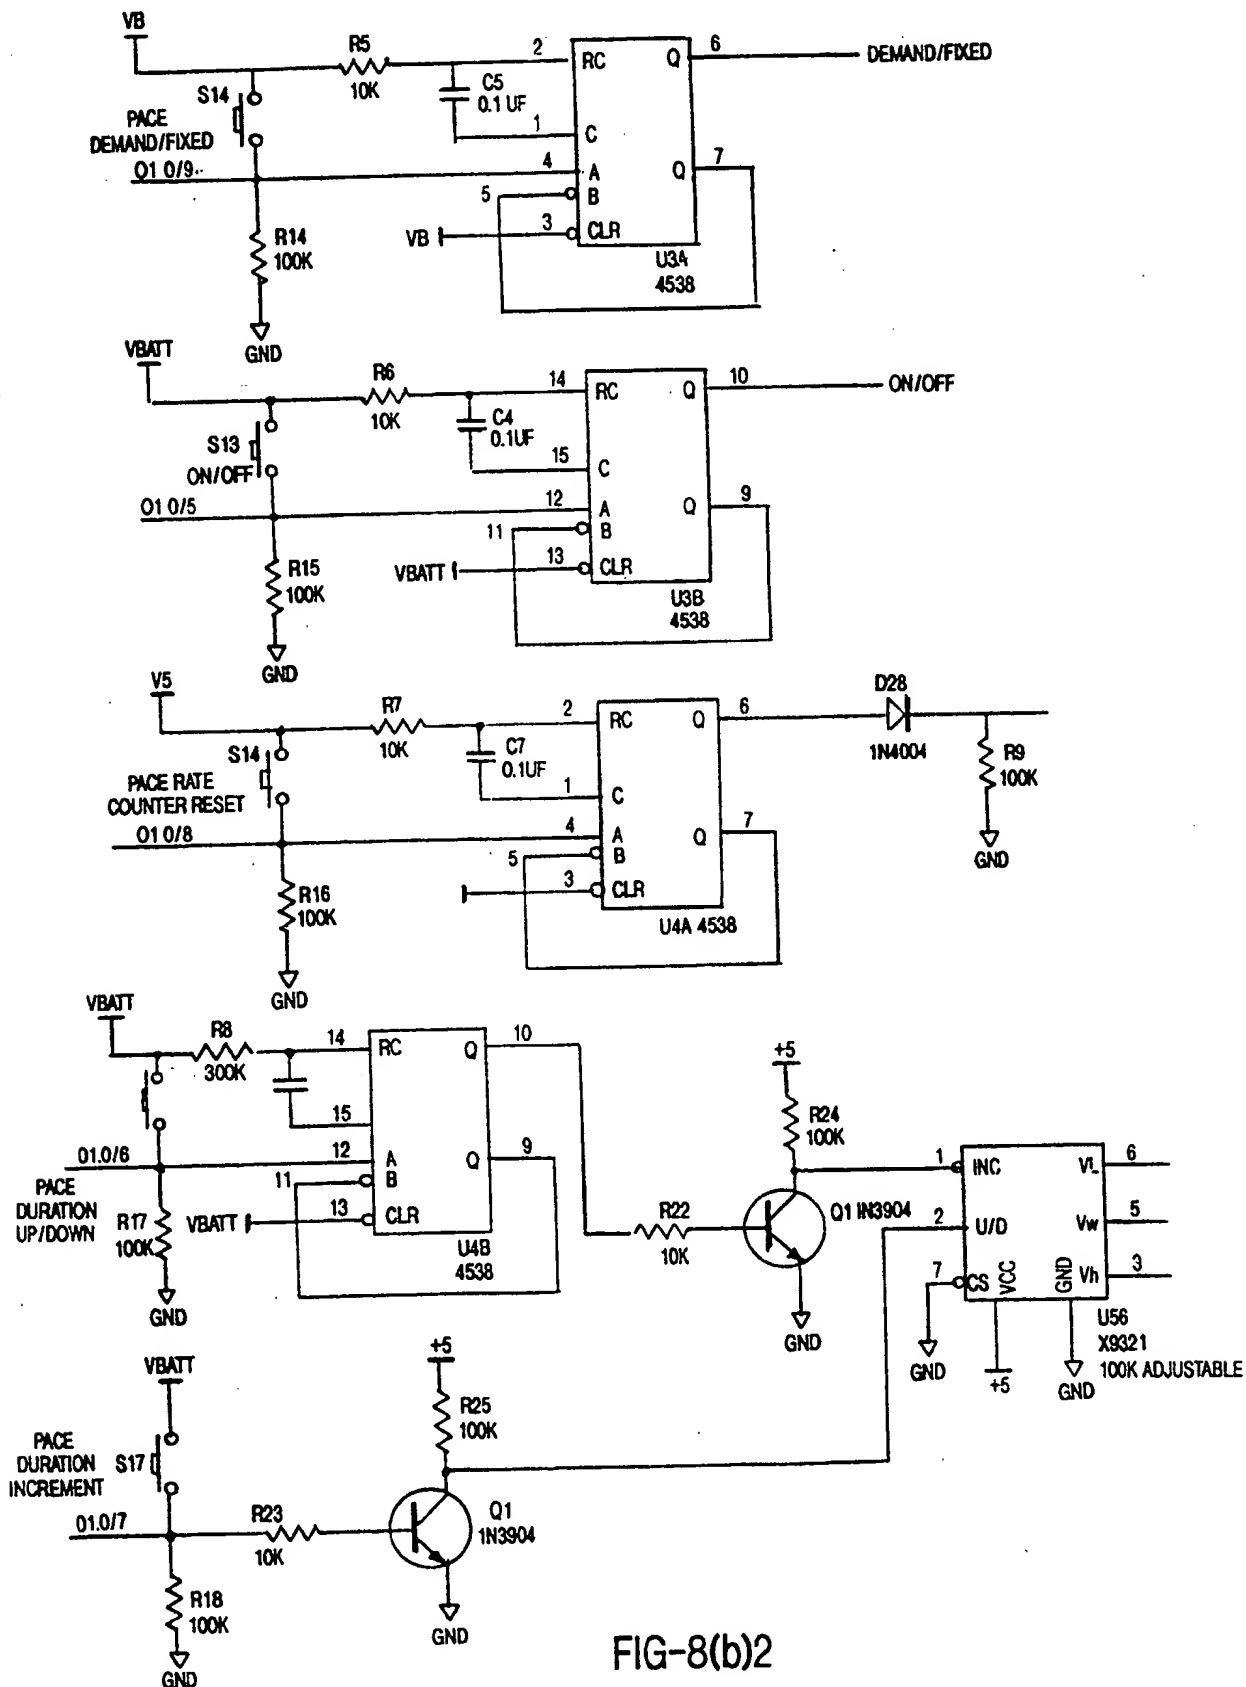 VB
R5
10K
2
RC
Q
6
DEMAND/FIXED
S14
C5
0.1 UF
PACE
DEMAND/FIXED
1
C
O1 0/9
4
A
Q
7
5
B
VB
3
CLR
R14
100K
U3A
4538
GND
VBATT
R6
10K
14
RC
Q
10
ON/OFF
S13
ON/OFF
C4
0.1UF
15
C
O1 0/5
12
A
Q
9
11
B
VBATT
13
CLR
R15
100K
U3B
4538
GND
V5
R7
10K
2
RC
Q
6
D28
1N4004
R9
100K
GND
S14
C7
0.1UF
PACE RATE
COUNTER RESET
1
C
O1 0/8
4
A
Q
7
5
B
3
CLR
R16
100K
U4A 4538
GND
VBATT
R8
300K
14
RC
Q
10
15
O1.0/6
12
A
Q
9
11
B
PACE
DURATION
UP/DOWN
R17
100K
VBATT
13
CLR
U4B
4538
GND
+5
R24
100K
R22
10K
Q1 IN3904
GND
1
INC
VL
6
2
U/D
Vw
5
7
CS
VCC
GND
Vh
3
GND
+5
GND
U56
X9321
100K ADJUSTABLE
VBATT
+5
R25
100K
PACE
DURATION
INCREMENT
S17
O1.0/7
R23
10K
Q1
1N3904
R18
100K
GND
GND
FIG-8(b)2